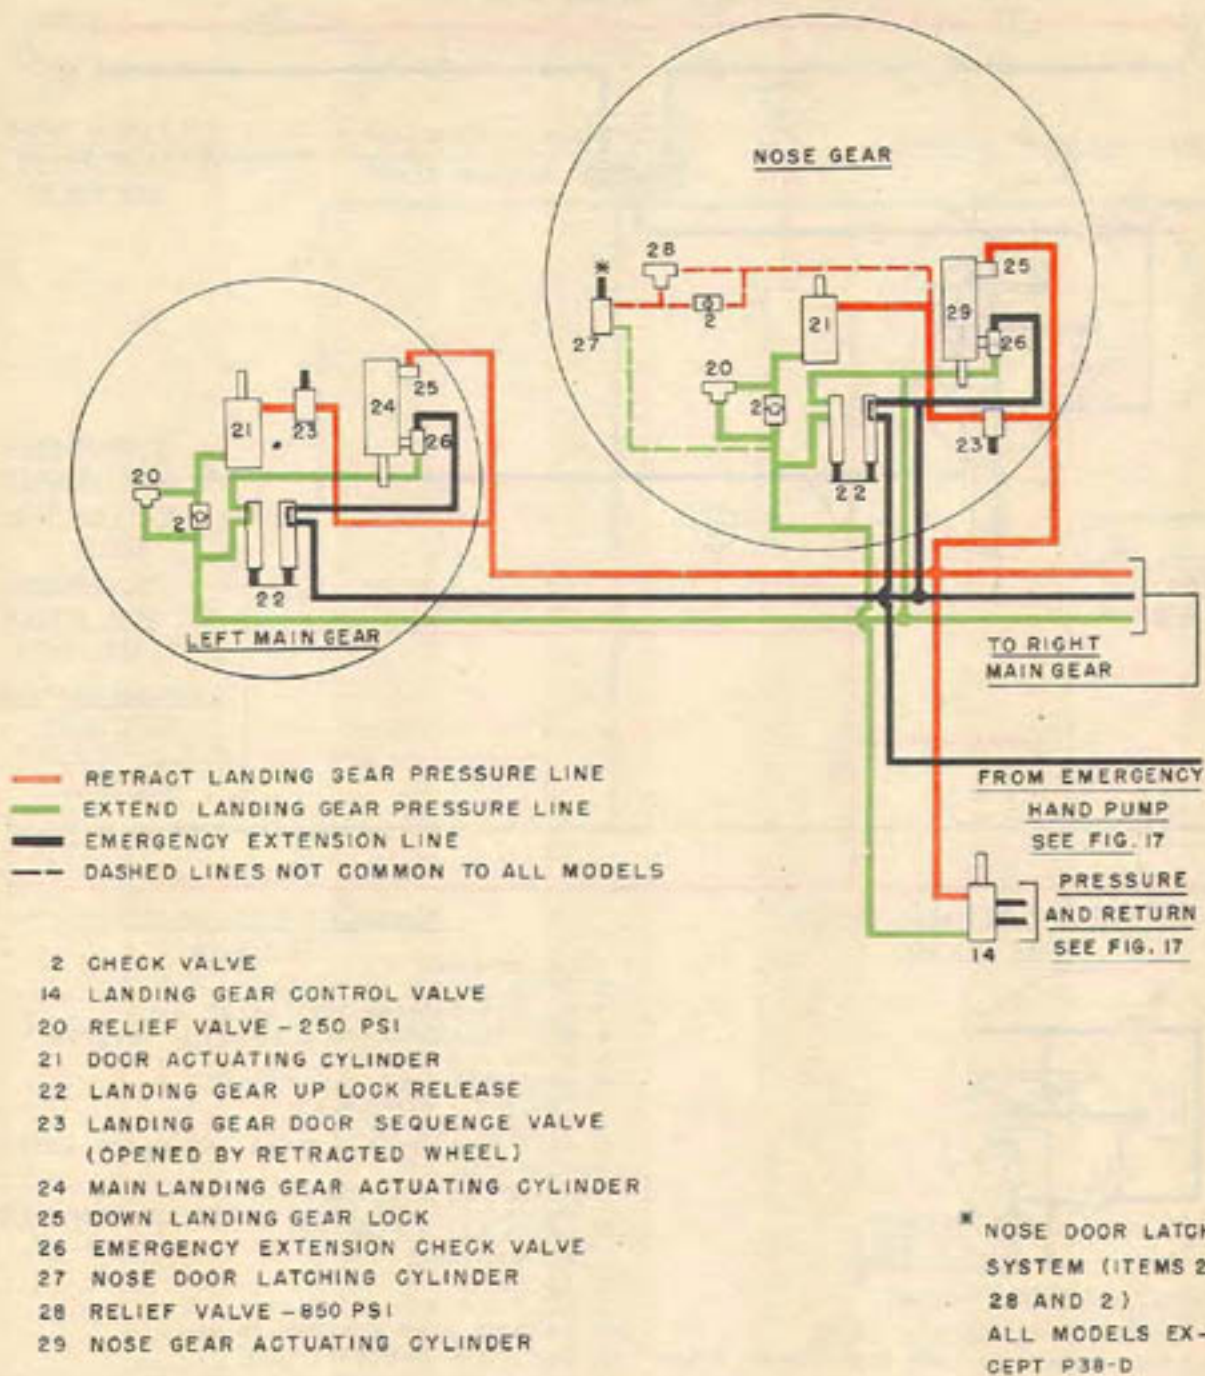 NOSE GEAR
28
*
25
27
2
21
29
26
20
2
23
22
25
24
21
23
26
20
2
22
LEFT MAIN GEAR
TO RIGHT
MAIN GEAR
RETRACT LANDING GEAR PRESSURE LINE
EXTEND LANDING GEAR PRESSURE LINE
EMERGENCY EXTENSION LINE
DASHED LINES NOT COMMON TO ALL MODELS
FROM EMERGENCY
HAND PUMP
SEE FIG. 17
PRESSURE
AND RETURN
SEE FIG. 17
14
2 CHECK VALVE
14 LANDING GEAR CONTROL VALVE
20 RELIEF VALVE - 250 PSI
21 DOOR ACTUATING CYLINDER
22 LANDING GEAR UP LOCK RELEASE
23 LANDING GEAR DOOR SEQUENCE VALVE
(OPENED BY RETRACTED WHEEL)
24 MAIN LANDING GEAR ACTUATING CYLINDER
25 DOWN LANDING GEAR LOCK
26 EMERGENCY EXTENSION CHECK VALVE
27 NOSE DOOR LATCHING CYLINDER
28 RELIEF VALVE - 850 PSI
29 NOSE GEAR ACTUATING CYLINDER
* NOSE DOOR LATCH
SYSTEM (ITEMS 2
28 AND 2)
ALL MODELS EX-
CEPT P38-D